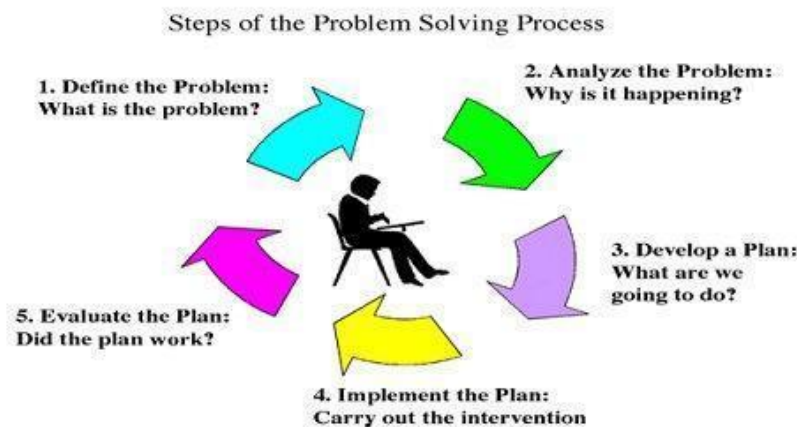 Steps of the Problem Solving Process
1. Define the Problem:
What is the problem?
2. Analyze the Problem:
Why is it happening?
3. Develop a Plan:
What are we
going to do?
4. Implement the Plan:
Carry out the intervention
5. Evaluate the Plan:
Did the plan work?